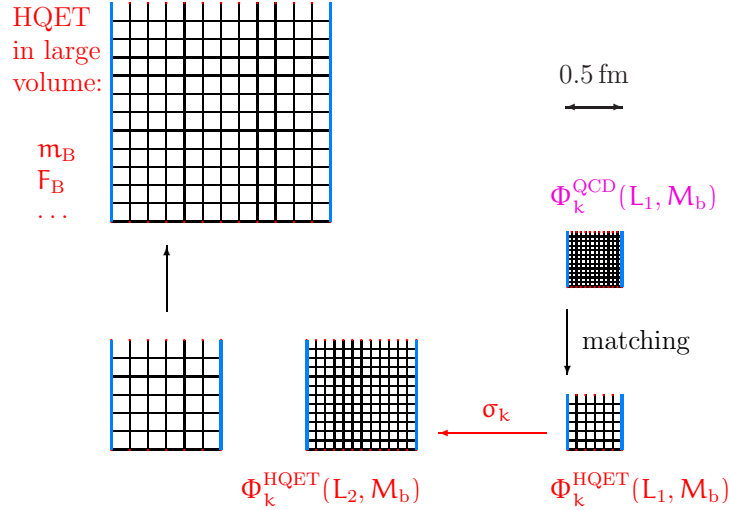 HQET
in large
volume:
m_B
F_B
...
0.5 fm
Φ_k^QCD(L_1, M_b)
matching
σ_k
Φ_k^HQET(L_2, M_b)
Φ_k^HQET(L_1, M_b)